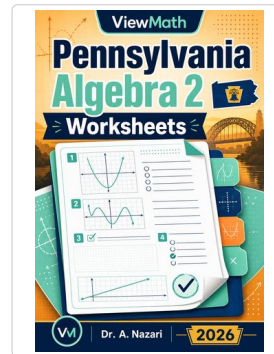 ViewMath
Pennsylvania
Algebra 2
Worksheets
1
2
3
4
VM
Dr. A. Nazari
2026